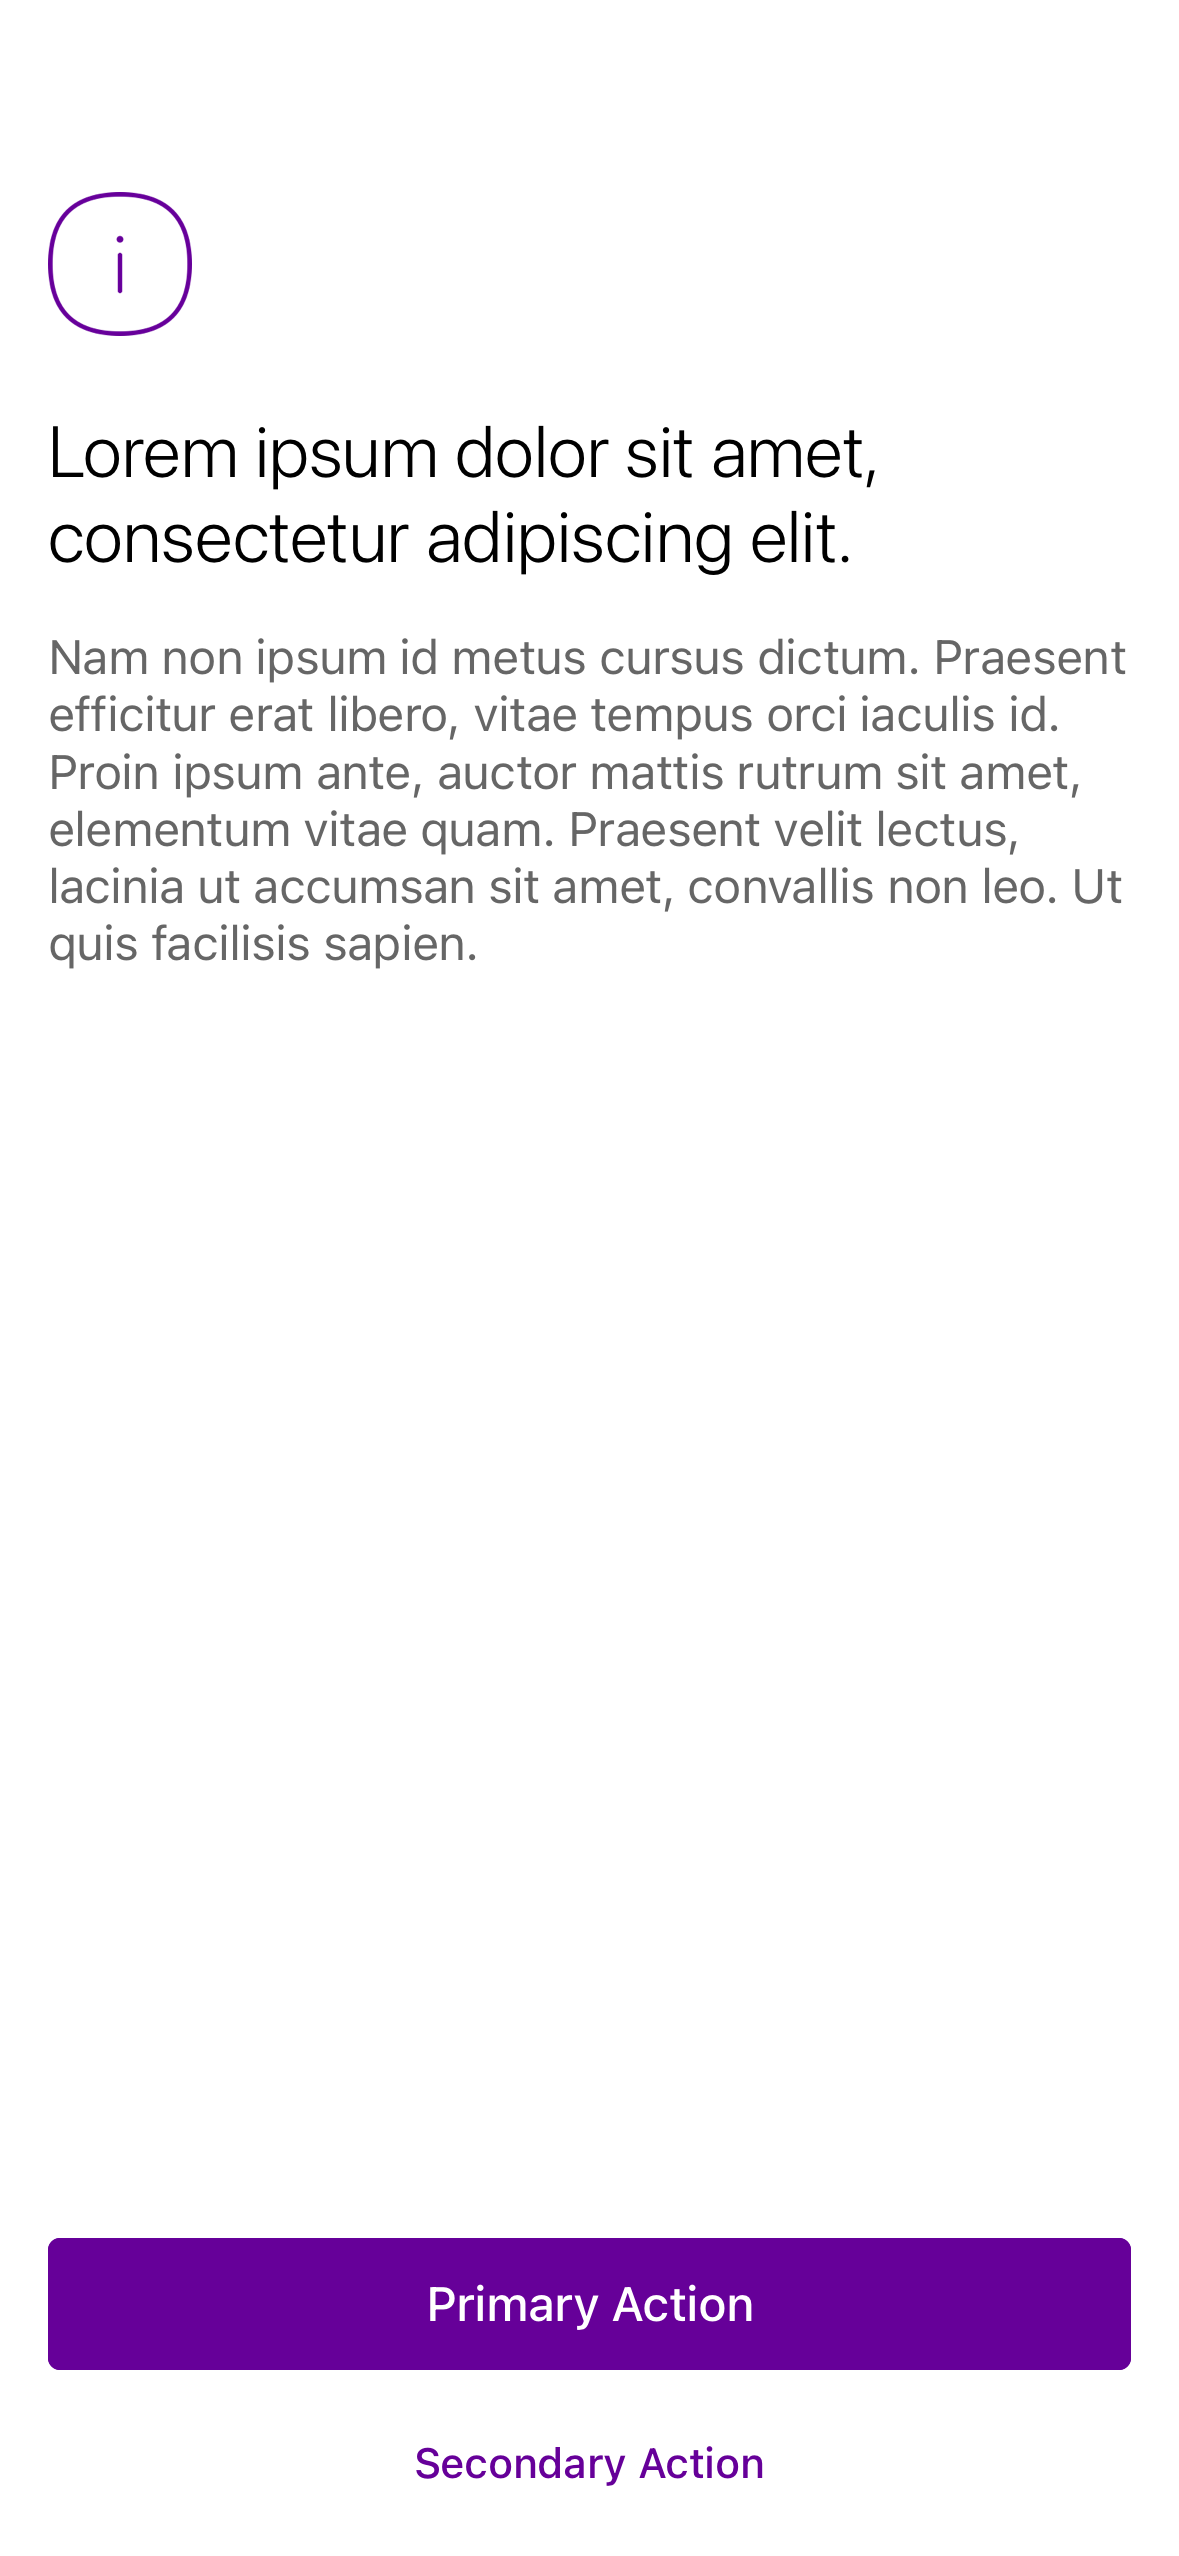 Lorem ipsum dolor sit amet,
consectetur adipiscing elit.
Nam non ipsum id metus cursus dictum. Praesent
efficitur erat libero, vitae tempus orci iaculis id.
Proin ipsum ante, auctor mattis rutrum sit amet,
elementum vitae quam. Praesent velit lectus,
lacinia ut accumsan sit amet, convallis non leo. Ut
quis facilisis sapien.
Primary Action
Secondary Action